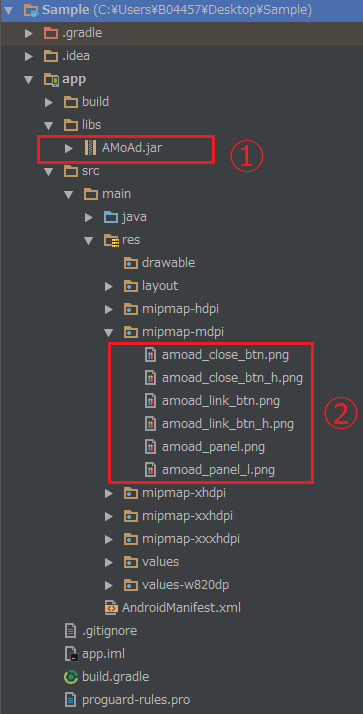 Sample (C:¥Users¥B04457¥Desktop¥Sample)
.gradle
.idea
app
build
libs
AMoAd.jar
①
src
main
java
res
drawable
layout
mipmap-hdpi
mipmap-mdpi
amoad_close_btn.png
amoad_close_btn_h.png
amoad_link_btn.png
amoad_link_btn_h.png
②
amoad_panel.png
amoad_panel_l.png
mipmap-xhdpi
mipmap-xxhdpi
mipmap-xxxhdpi
values
values-w820dp
AndroidManifest.xml
.gitignore
app.iml
build.gradle
proguard-rules.pro